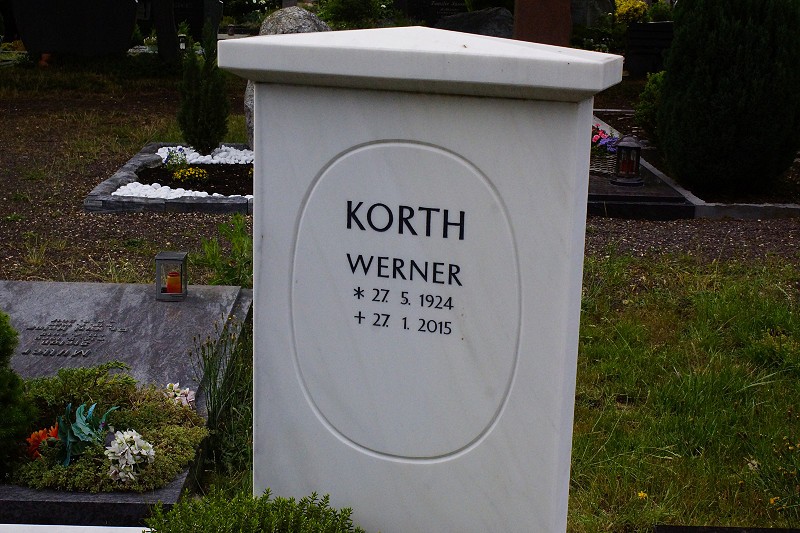 KORTH
WERNER
* 27. 5. 1924
+ 27. 1. 2015